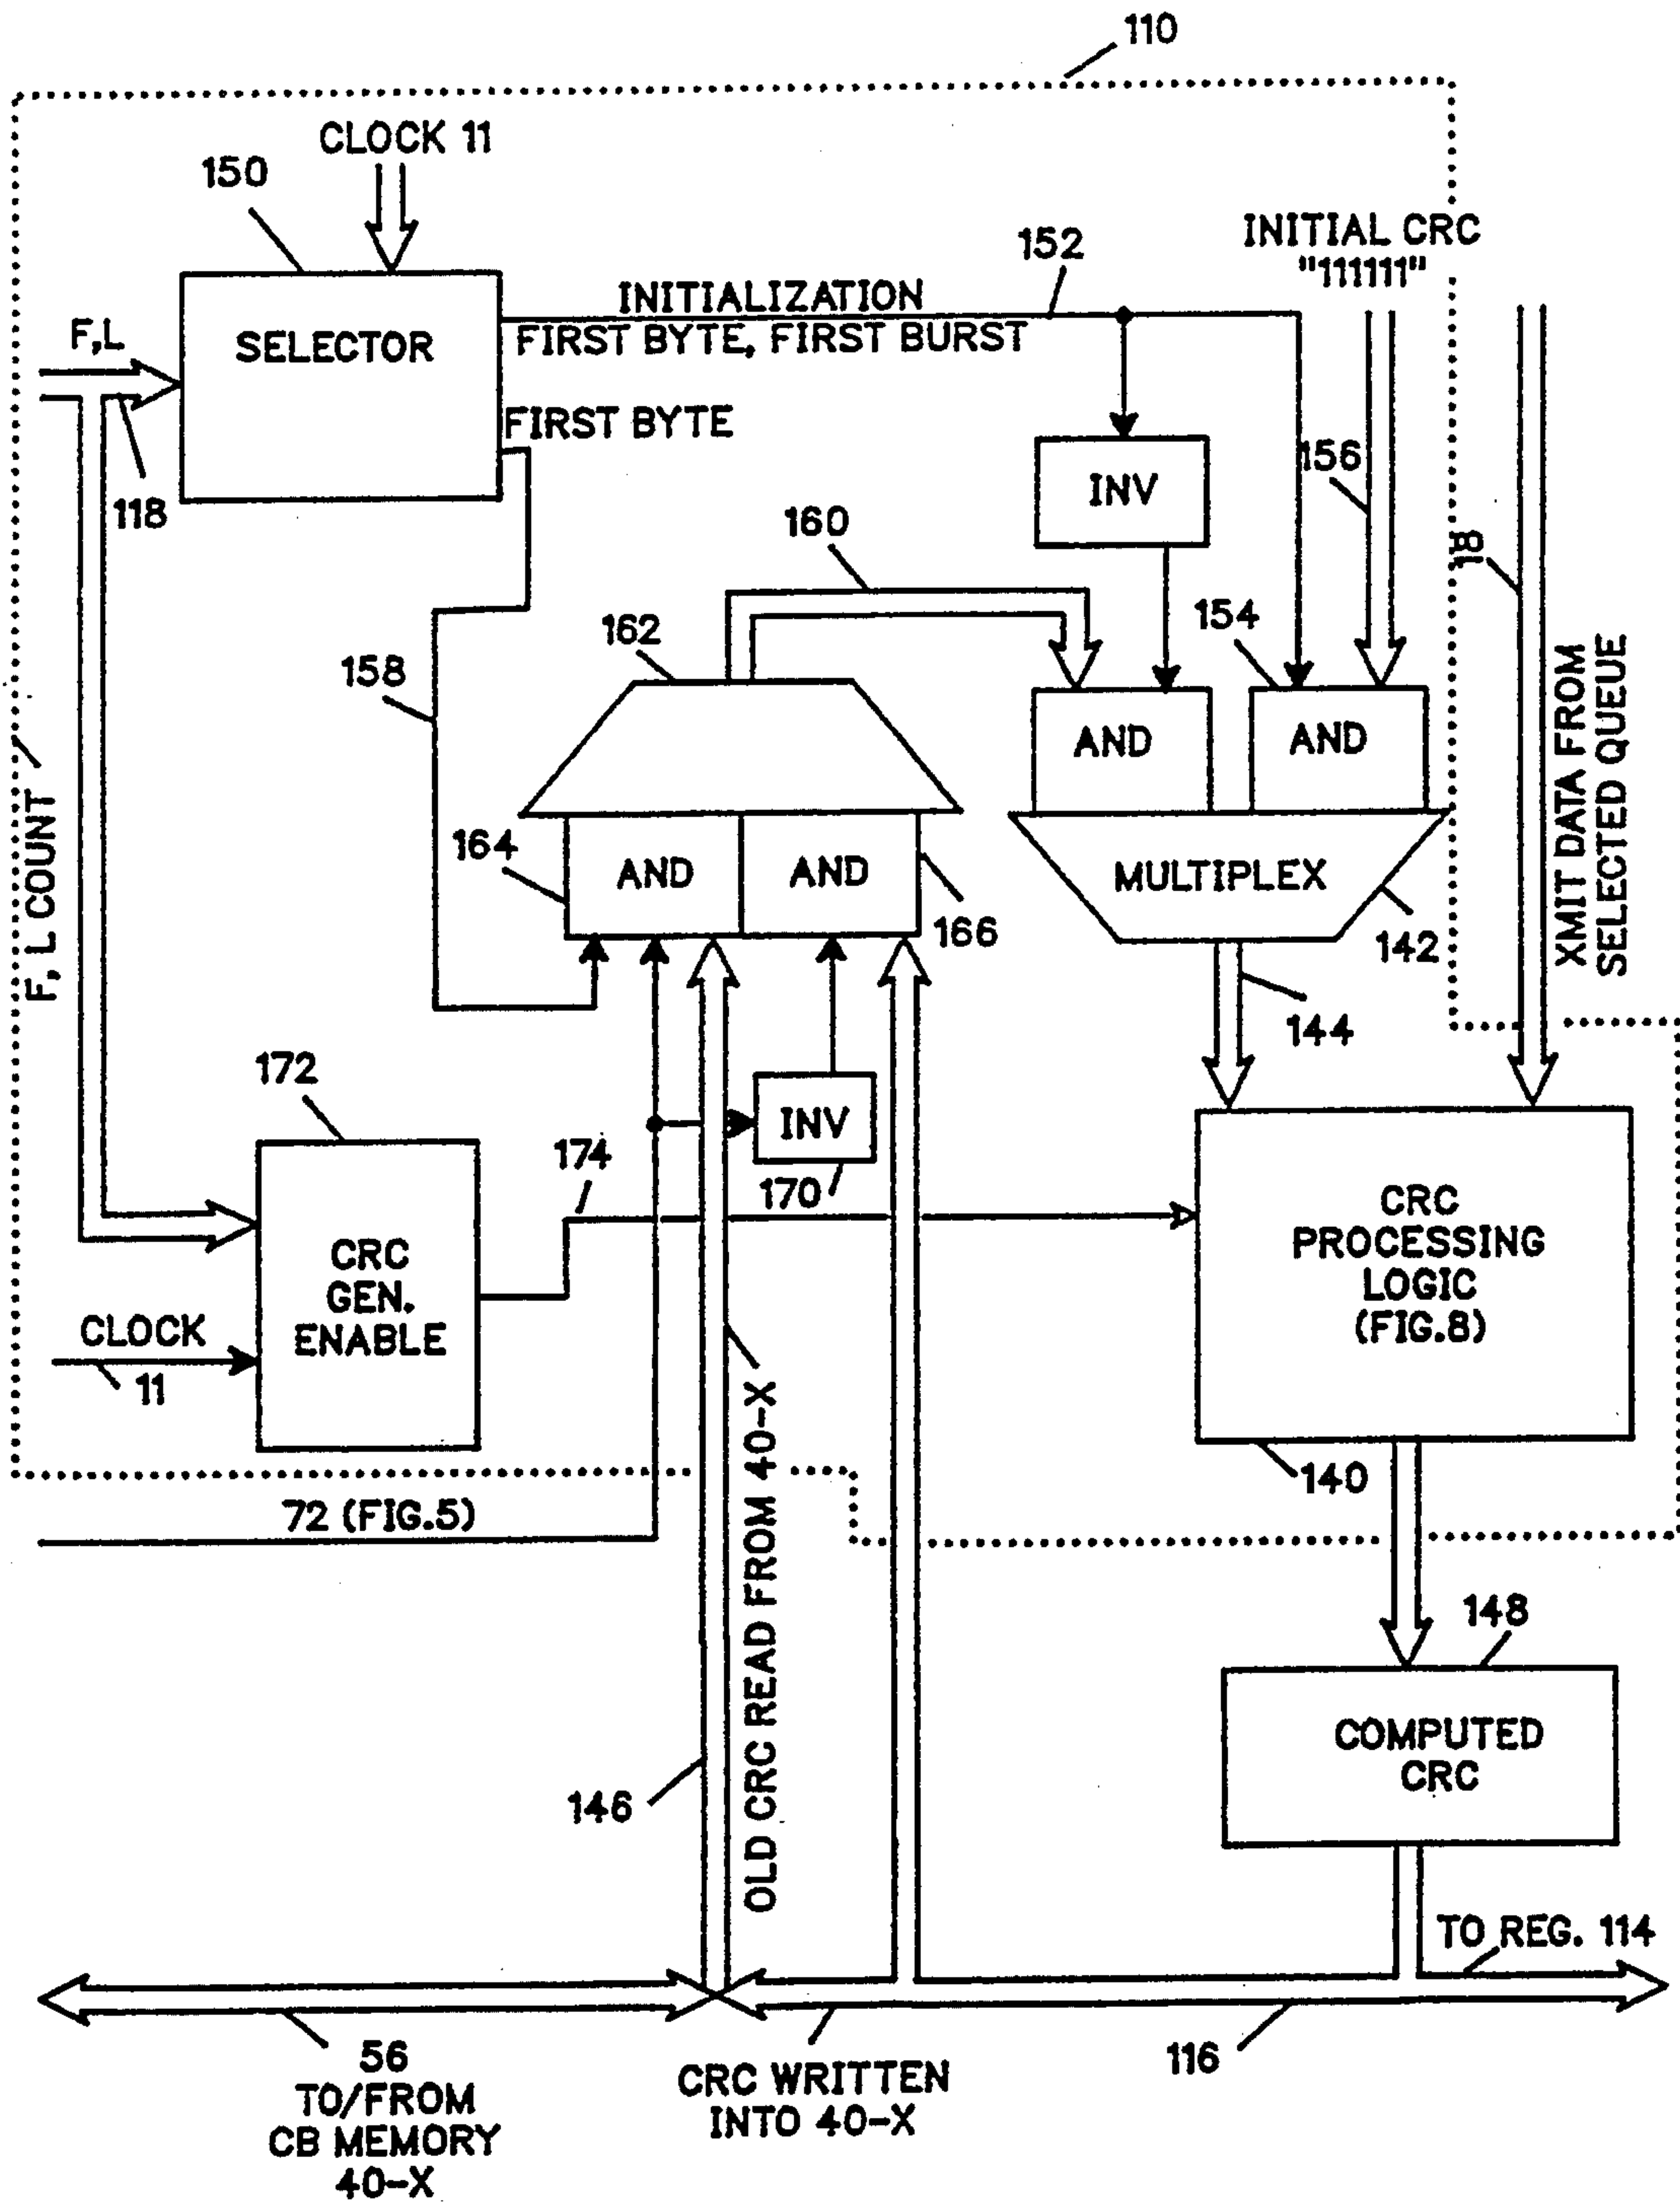 110
CLOCK 11
150
INITIAL CRC
"111111"
152
INITIALIZATION
FIRST BYTE, FIRST BURST
F,L
SELECTOR
FIRST BYTE
118
INV
156
160
18
162
154
158
XMIT DATA FROM
SELECTED QUEUE
F, L COUNT
AND
AND
164
AND
AND
166
MULTIPLEX
142
144
172
INV
170
174
CRC
GEN.
ENABLE
CRC
PROCESSING
LOGIC
(FIG.8)
CLOCK
11
140
72 (FIG.5)
OLD CRC READ FROM 40-X
148
COMPUTED
CRC
146
TO REG. 114
56
TO/FROM
CB MEMORY
40-X
CRC WRITTEN
INTO 40-X
116